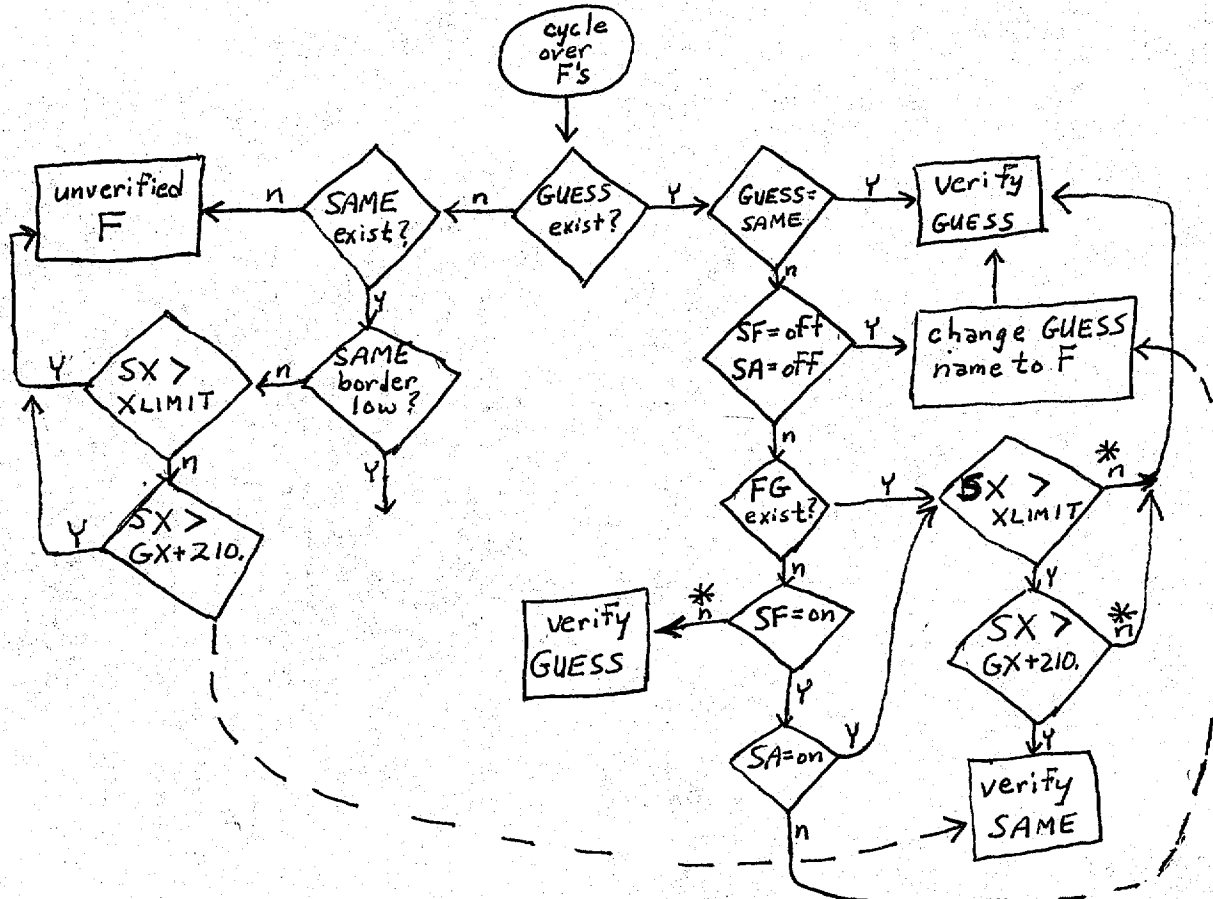 cycle
over
F's
unverified
F
n
SAME
exist?
n
GUESS
exist?
Y
GUESS=
SAME
Y
verify
GUESS
Y
n
SF=off
SA=off
Y
change GUESS
name to F
Y
SX >
XLIMIT
n
SAME
border
low?
n
Y
n
FG
exist?
Y
SX >
XLIMIT
*
n
Y
SX >
GX+210.
n
Y
verify
GUESS
*
n
SF=on
SX >
GX+210.
*
n
Y
SA=on
Y
Y
verify
SAME
n